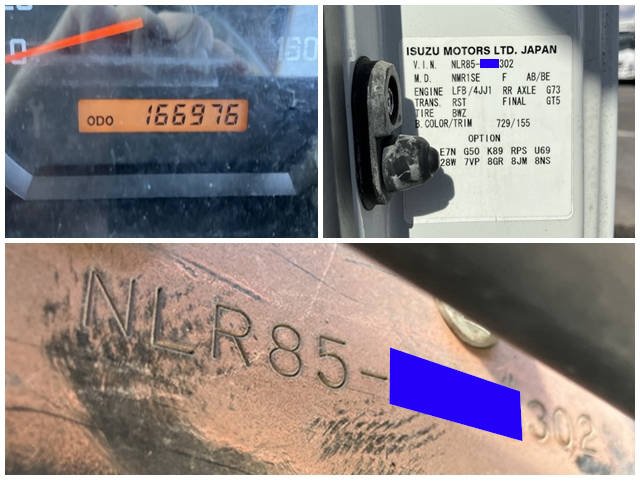 160
ODO 166976
ISUZU MOTORS LTD. JAPAN
V.I.N. NLR85- 302
M.D. NMR1SE F AB/BE
ENGINE LFB/4JJ1 RR AXLE G73
TRANS. RST FINAL GT5
TIRE BWZ
B.COLOR/TRIM 729/155
OPTION
E7N G50 K89 RPS U69
28W 7VP 8GR 8JM 8NS
NLR85- 302